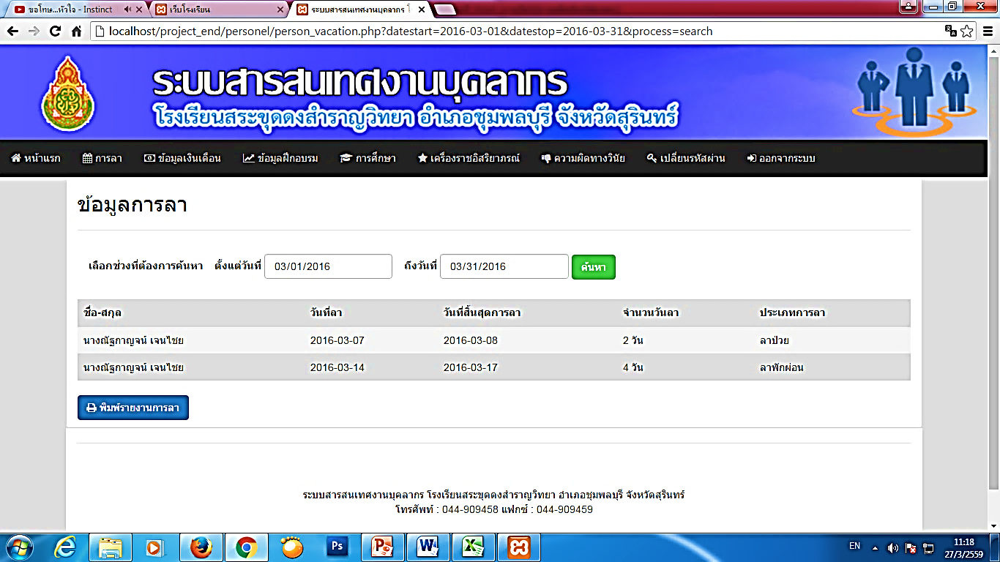 ขอโทษ...หัวใจ - Instinct เว็บโรงเรียน ระบบสารสนเทศงานบุคลากร โ
localhost/project_end/personel/person_vacation.php?datestart=2016-03-01&datestop=2016-03-31&process=search
ระบบสารสนเทศงานบุคลากร
โรงเรียนสระขุดดงสำราญวิทยา อำเภอชุมพลบุรี จังหวัดสุรินทร์
หน้าแรก การลา ข้อมูลเงินเดือน ข้อมูลฝึกอบรม การศึกษา เครื่องราชอิสริยาภรณ์ ความผิดทางวินัย เปลี่ยนรหัสผ่าน ออกจากระบบ
ข้อมูลการลา
เลือกช่วงที่ต้องการค้นหา ตั้งแต่วันที่ 03/01/2016 ถึงวันที่ 03/31/2016 ค้นหา
ชื่อ-สกุล วันที่ลา วันที่สิ้นสุดการลา จำนวนวันลา ประเภทการลา
นางณัฐกาญจน์ เจนไชย 2016-03-07 2016-03-08 2 วัน ลาป่วย
นางณัฐกาญจน์ เจนไชย 2016-03-14 2016-03-17 4 วัน ลาพักผ่อน
พิมพ์รายงานการลา
ระบบสารสนเทศงานบุคลากร โรงเรียนสระขุดดงสำราญวิทยา อำเภอชุมพลบุรี จังหวัดสุรินทร์
โทรศัพท์ : 044-909458 แฟกซ์ : 044-909459
Ps EN 11:18
27/3/2559